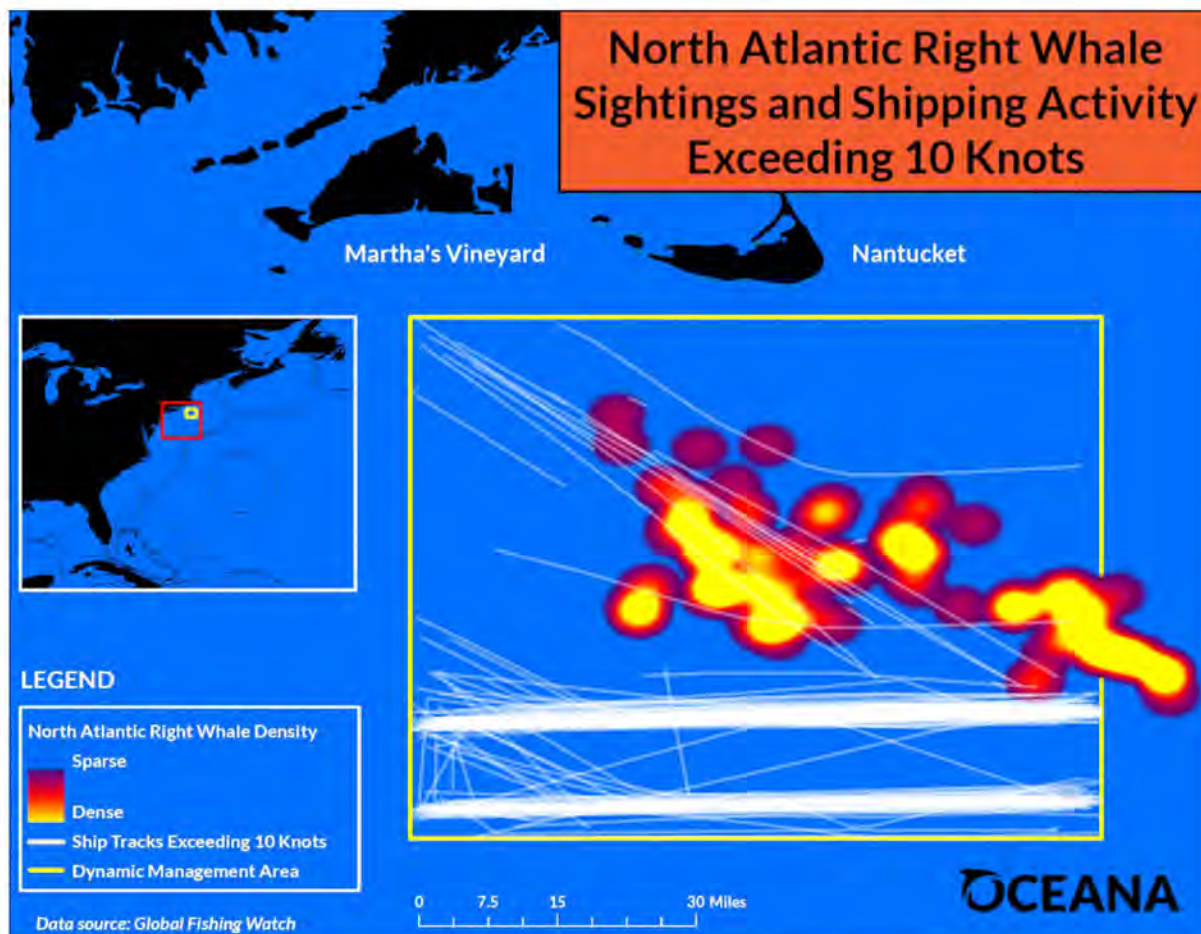 North Atlantic Right Whale
Sightings and Shipping Activity
Exceeding 10 Knots
Martha's Vineyard
Nantucket
LEGEND
North Atlantic Right Whale Density
Sparse
Dense
Ship Tracks Exceeding 10 Knots
Dynamic Management Area
Data source: Global Fishing Watch
0 7.5 15 30 Miles
OCEANA